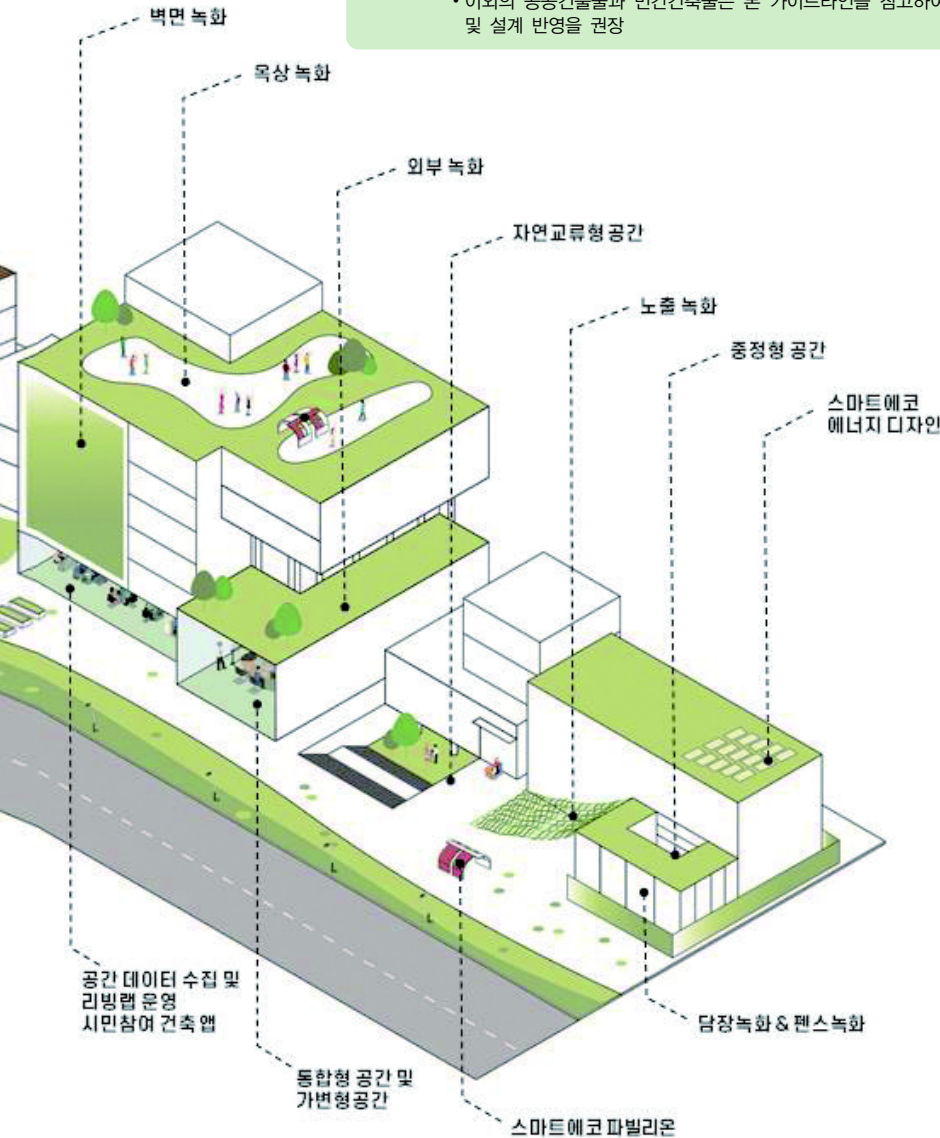 벽면 녹화
및 설계 반영을 권장
옥상 녹화
외부 녹화
자연교류형 공간
노출 녹화
중정형 공간
스마트에코
에너지 디자인
공간 데이터 수집 및
리빙랩 운영
시민참여 건축 앱
통합형 공간 및
가변형공간
담장녹화 & 펜스녹화
스마트에코 파빌리온